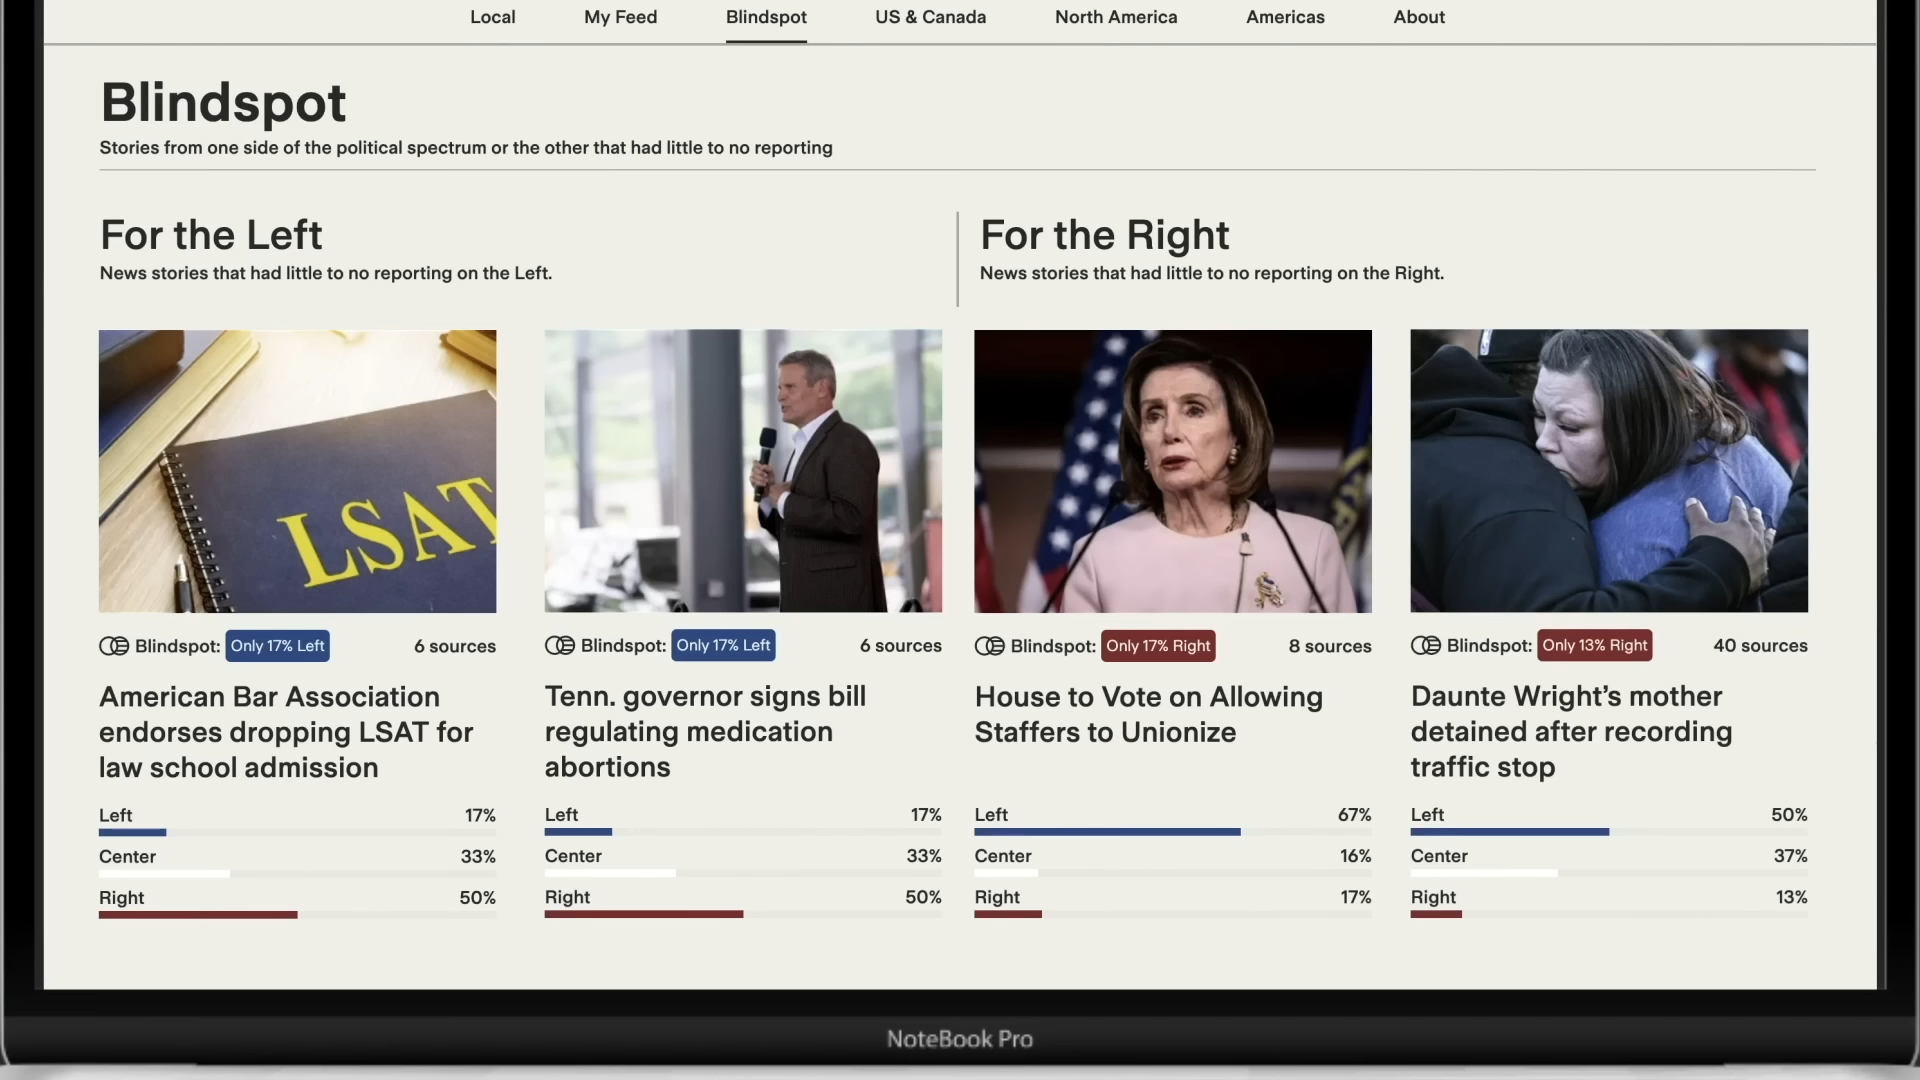 Local
My Feed
Blindspot
US & Canada
North America
Americas
About
Blindspot
Stories from one side of the political spectrum or the other that had little to no reporting
For the Left
News stories that had little to no reporting on the Left.
For the Right
News stories that had little to no reporting on the Right.
LSAT
Blindspot: Only 17% Left 6 sources
American Bar Association
endorses dropping LSAT for
law school admission
Left 17%
Center 33%
Right 50%
Blindspot: Only 17% Left 6 sources
Tenn. governor signs bill
regulating medication
abortions
Left 17%
Center 33%
Right 50%
Blindspot: Only 17% Right 8 sources
House to Vote on Allowing
Staffers to Unionize
Left 67%
Center 16%
Right 17%
Blindspot: Only 13% Right 40 sources
Daunte Wright’s mother
detained after recording
traffic stop
Left 50%
Center 37%
Right 13%
NoteBook Pro